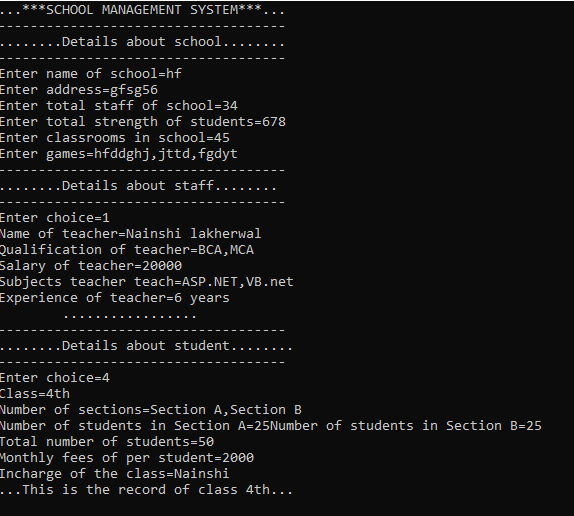 ...***SCHOOL MANAGEMENT SYSTEM***...
------------------------------------
........Details about school........
------------------------------------
Enter name of school=hf
Enter address=gfsg56
Enter total staff of school=34
Enter total strength of students=678
Enter classrooms in school=45
Enter games=hfddghj,jttd,fgdyt
------------------------------------
........Details about staff........
------------------------------------
Enter choice=1
Name of teacher=Nainshi lakherwal
Qualification of teacher=BCA,MCA
Salary of teacher=20000
Subjects teacher teach=ASP.NET,VB.net
Experience of teacher=6 years
.................
------------------------------------
........Details about student........
------------------------------------
Enter choice=4
Class=4th
Number of sections=Section A,Section B
Number of students in Section A=25Number of students in Section B=25
Total number of students=50
Monthly fees of per student=2000
Incharge of the class=Nainshi
...This is the record of class 4th...